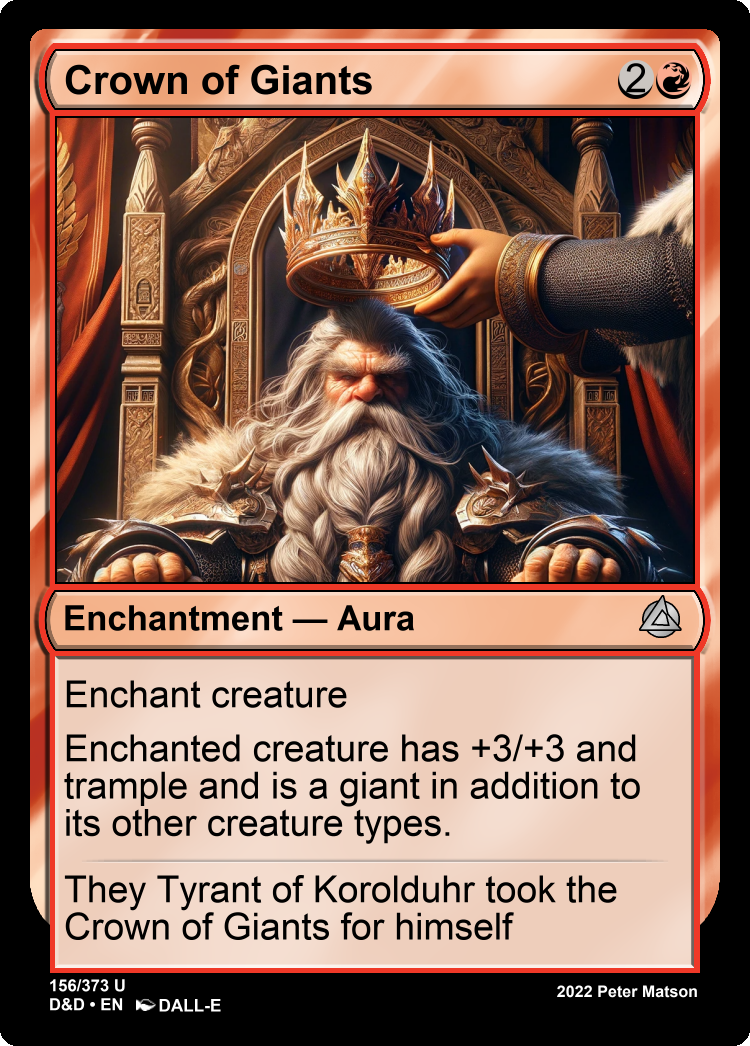 Crown of Giants 2
Enchantment — Aura
Enchant creature
Enchanted creature has +3/+3 and
trample and is a giant in addition to
its other creature types.
They Tyrant of Korolduhr took the
Crown of Giants for himself
156/373 U
D&D • EN DALL-E
2022 Peter Matson